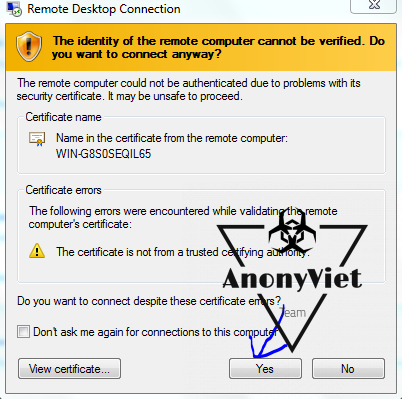 Remote Desktop Connection
The identity of the remote computer cannot be verified. Do
you want to connect anyway?
The remote computer could not be authenticated due to problems with its
security certificate. It may be unsafe to proceed.
Certificate name
Name in the certificate from the remote computer:
WIN-G8S0SEQIL65
Certificate errors
The following errors were encountered while validating the remote
computer's certificate:
The certificate is not from a trusted certifying authority.
AnonyViet
Team
Do you want to connect despite these certificate errors?
Don't ask me again for connections to this computer
View certificate...
Yes
No